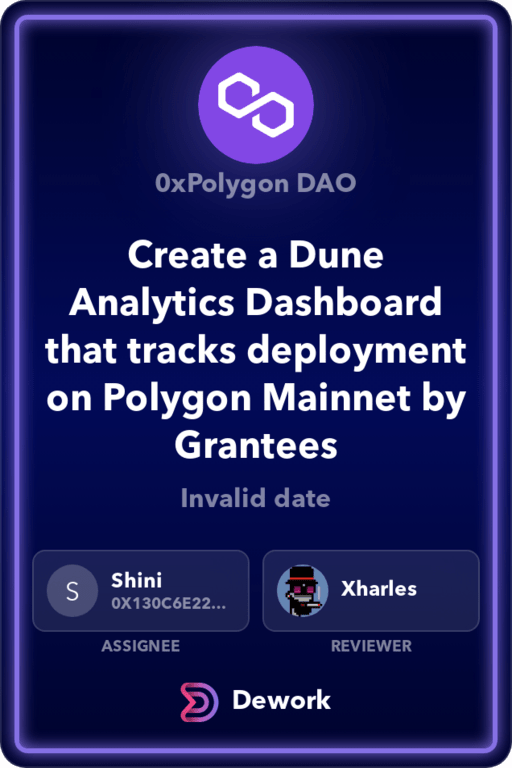 0xPolygon DAO
Create a Dune
Analytics Dashboard
that tracks deployment
on Polygon Mainnet by
Grantees
Invalid date
S
Shini
0X130C6E22...
Xharles
ASSIGNEE
REVIEWER
Dework